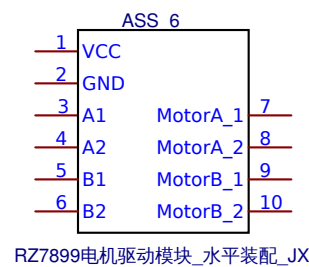 ASS_6
1 VCC
2 GND
3 A1 MotorA_1 7
4 A2 MotorA_2 8
5 B1 MotorB_1 9
6 B2 MotorB_2 10
RZ7899电机驱动模块_水平装配_JX